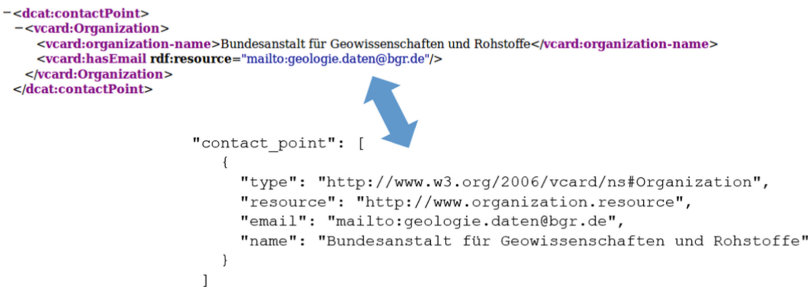 −<dcat:contactPoint>
−<vcard:Organization>
<vcard:organization-name>Bundesanstalt für Geowissenschaften und Rohstoffe</vcard:organization-name>
<vcard:hasEmail rdf:resource="mailto:geologie.daten@bgr.de"/>
</vcard:Organization>
</dcat:contactPoint>
"contact_point": [
{
"type": "http://www.w3.org/2006/vcard/ns#Organization",
"resource": "http://www.organization.resource",
"email": "mailto:geologie.daten@bgr.de",
"name": "Bundesanstalt für Geowissenschaften und Rohstoffe"
}
]